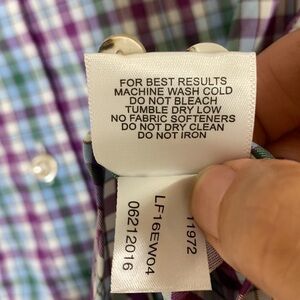 FOR BEST RESULTS
MACHINE WASH COLD
DO NOT BLEACH
TUMBLE DRY LOW
NO FABRIC SOFTENERS
DO NOT DRY CLEAN
DO NOT IRON
11972
LF16EW04
06212016